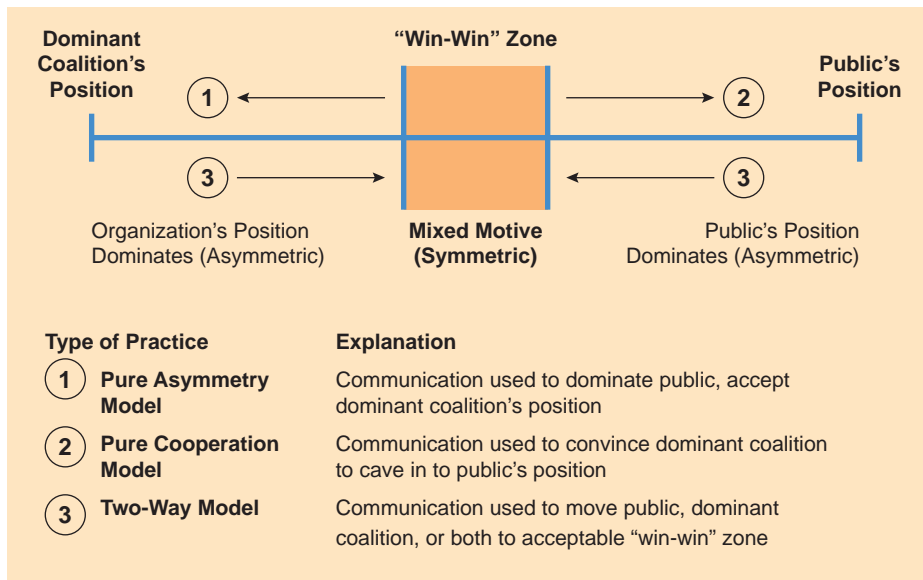 Dominant
Coalition’s
Position
“Win-Win” Zone
Public’s
Position
1
2
3
3
Organization’s Position
Dominates (Asymmetric)
Mixed Motive
(Symmetric)
Public’s Position
Dominates (Asymmetric)
Type of Practice
Explanation
1 Pure Asymmetry
Model
Communication used to dominate public, accept
dominant coalition’s position
2 Pure Cooperation
Model
Communication used to convince dominant coalition
to cave in to public’s position
3 Two-Way Model
Communication used to move public, dominant
coalition, or both to acceptable “win-win” zone